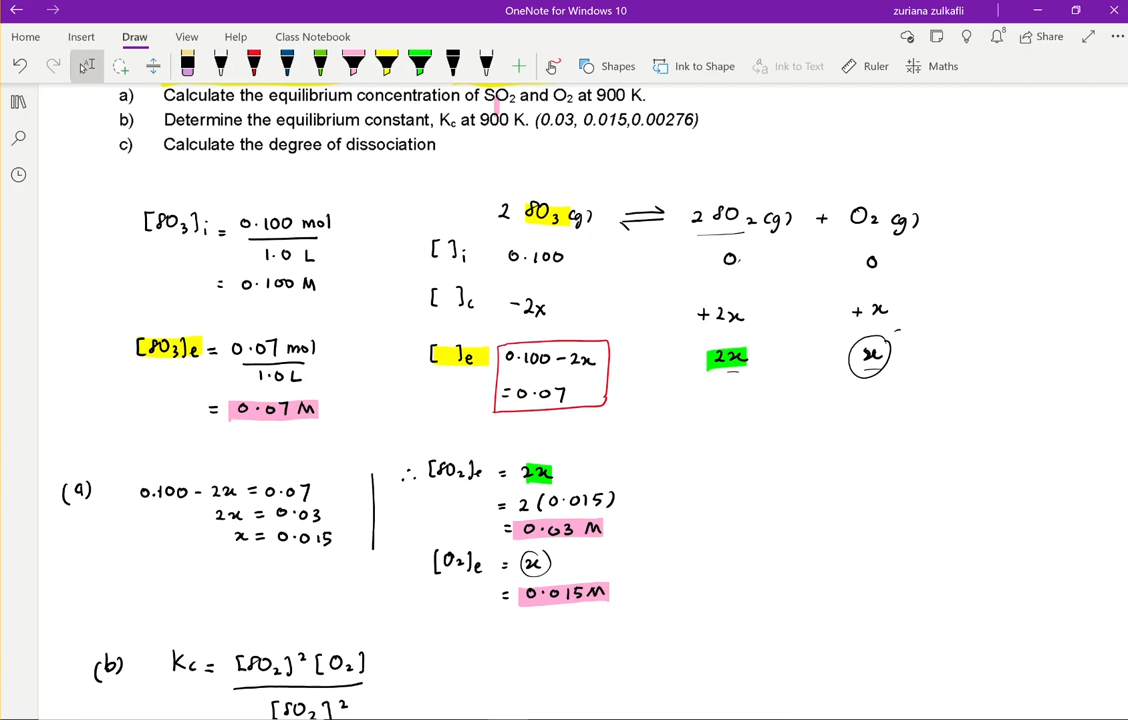 OneNote for Windows 10
zuriana zulkafli
Home Insert Draw View Help Class Notebook
Share
Shapes Ink to Shape Ink to Text Ruler Maths
a) Calculate the equilibrium concentration of SO₂ and O₂ at 900 K.
b) Determine the equilibrium constant, K꜀ at 900 K. (0.03, 0.015,0.00276)
c) Calculate the degree of dissociation
2 SO₃ (g) ⇌ 2 SO₂ (g) + O₂ (g)
[ ]i 0.100 0. 0
[ ]c -2x +2x + x
[ ]e 0.100 - 2x 2x x
= 0.07
[SO₃]i = 0.100 mol
1.0 L
= 0.100 M
[SO₃]e = 0.07 mol
1.0 L
= 0.07 M
(a) 0.100 - 2x = 0.07
2x = 0.03
x = 0.015
∴ [SO₂]e = 2x
= 2 (0.015)
= 0.03 M
[O₂]e = x
= 0.015 M
(b) Kc = [SO₂]² [O₂]
[SO₂]²